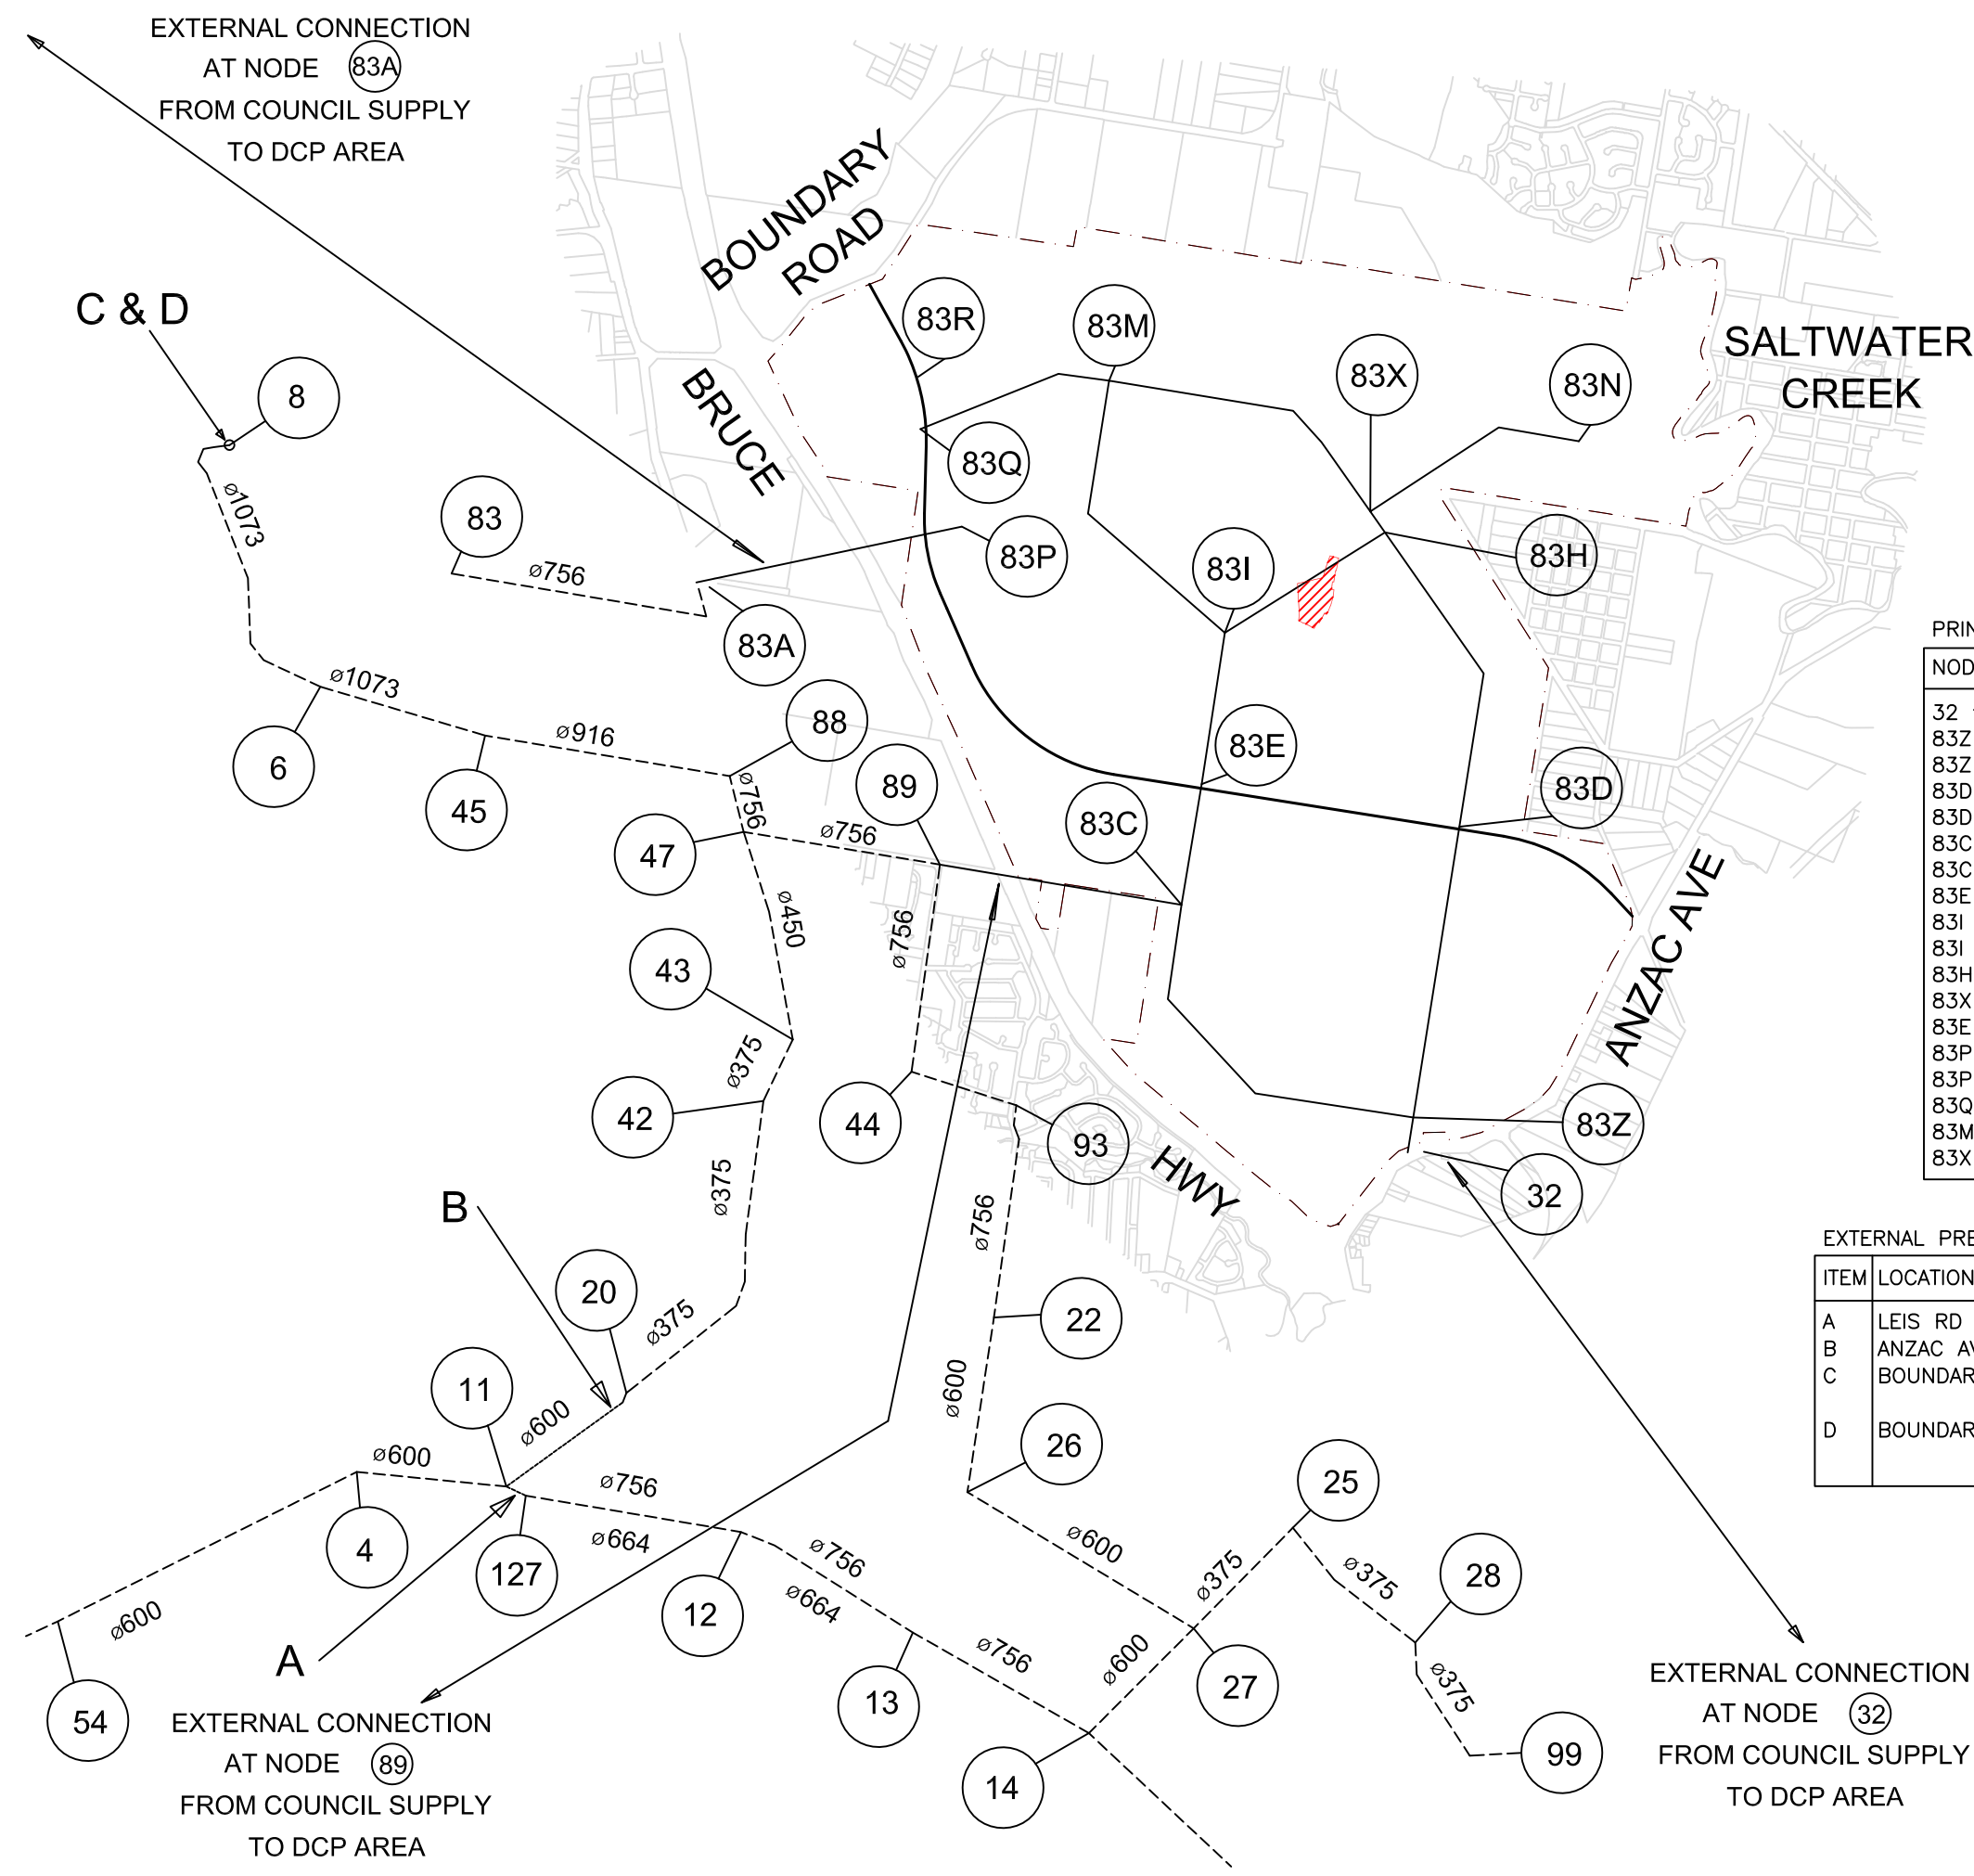 EXTERNAL CONNECTION
AT NODE 83A
FROM COUNCIL SUPPLY
TO DCP AREA
BOUNDARY
ROAD
C & D
8
ø1073
83
ø756
83A
BRUCE
83R
83M
83X
83N
SALTWATER
CREEK
83Q
83P
83I
83H
ø1073
6
45
ø916
88
ø756
47
ø756
89
83E
83C
83D
ø450
43
ø756
ø375
42
44
93
ANZAC AVE
83Z
32
HWY
ø375
B
20
ø375
ø756
22
11
ø600
ø600
26
ø600
4
127
ø756
ø664
12
ø756
ø664
ø600
ø375
25
ø375
28
ø600
54
A
13
ø756
ø600
27
14
ø375
99
EXTERNAL CONNECTION
AT NODE 89
FROM COUNCIL SUPPLY
TO DCP AREA
EXTERNAL CONNECTION
AT NODE 32
FROM COUNCIL SUPPLY
TO DCP AREA
PRIN
NOD
32
83Z
83Z
83D
83D
83C
83C
83E
83I
83I
83H
83X
83E
83P
83P
83Q
83M
83X
EXTERNAL PRE
ITEM LOCATION
A LEIS RD
B ANZAC AV
C BOUNDAR
D BOUNDAR